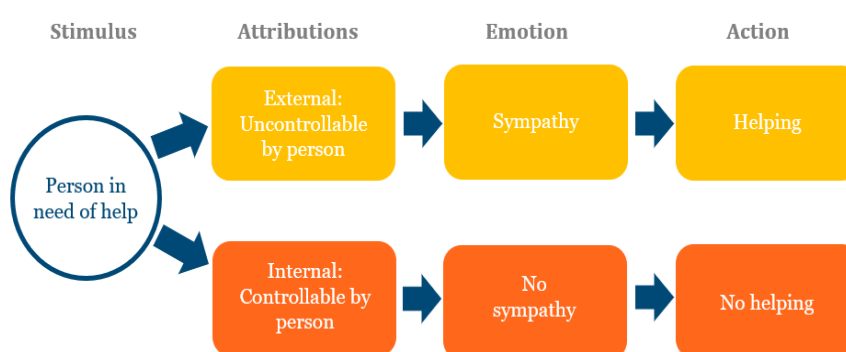 Stimulus
Attributions
Emotion
Action
Person in
need of help
External:
Uncontrollable
by person
Sympathy
Helping
Internal:
Controllable by
person
No
sympathy
No helping